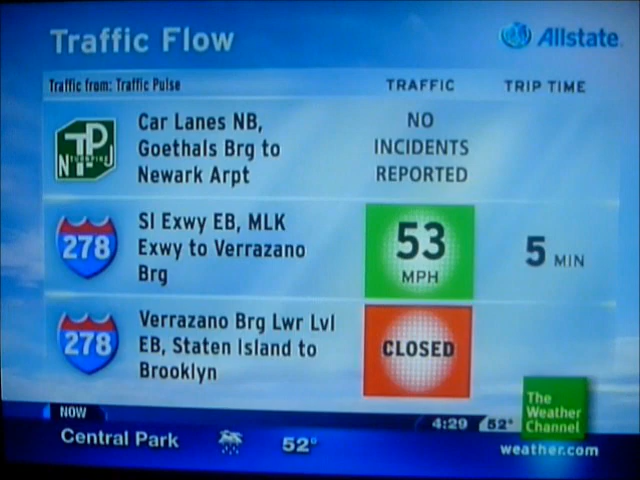 Traffic Flow
Allstate.
Traffic from: Traffic Pulse
TRAFFIC
TRIP TIME
N TP J
TURNPIKE
Car Lanes NB,
Goethals Brg to
Newark Arpt
NO
INCIDENTS
REPORTED
278
SI Exwy EB, MLK
Exwy to Verrazano
Brg
53
MPH
5 MIN
278
Verrazano Brg Lwr Lvl
EB, Staten Island to
Brooklyn
CLOSED
NOW
4:29
52°
The
Weather
Channel
Central Park
52°
weather.com